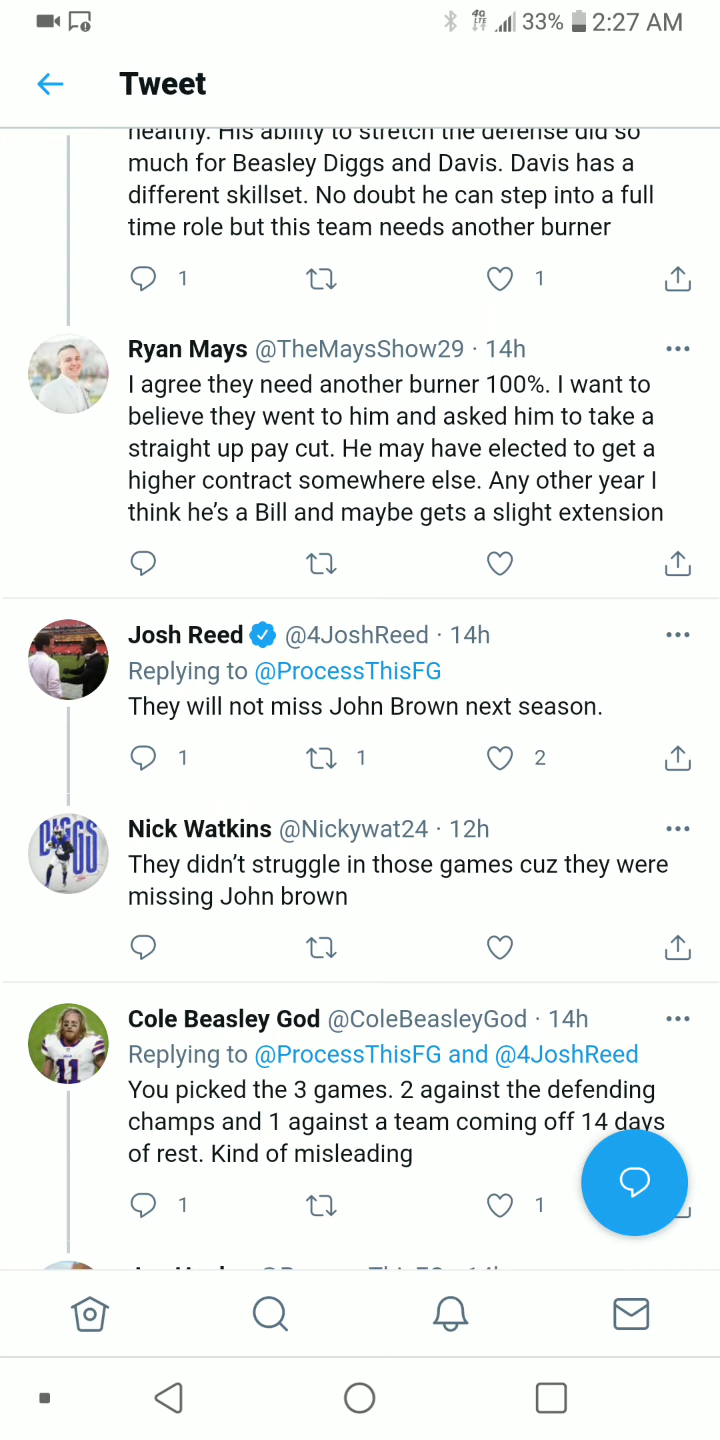 4G LTE 33% 2:27 AM
Tweet
healthy. His ability to stretch the defense did so
much for Beasley Diggs and Davis. Davis has a
different skillset. No doubt he can step into a full
time role but this team needs another burner
1 1
Ryan Mays @TheMaysShow29 · 14h
I agree they need another burner 100%. I want to
believe they went to him and asked him to take a
straight up pay cut. He may have elected to get a
higher contract somewhere else. Any other year I
think he’s a Bill and maybe gets a slight extension
Josh Reed @4JoshReed · 14h
Replying to @ProcessThisFG
They will not miss John Brown next season.
1 1 2
DIGGS
Nick Watkins @Nickywat24 · 12h
They didn’t struggle in those games cuz they were
missing John brown
Cole Beasley God @ColeBeasleyGod · 14h
Replying to @ProcessThisFG and @4JoshReed
11
You picked the 3 games. 2 against the defending
champs and 1 against a team coming off 14 days
of rest. Kind of misleading
1 1